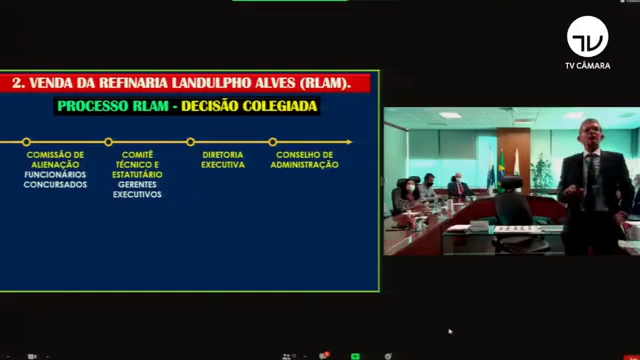 TV CÂMARA
2. VENDA DA REFINARIA LANDULPHO ALVES (RLAM).
PROCESSO RLAM - DECISÃO COLEGIADA
COMISSÃO DE
ALIENAÇÃO
FUNCIONÁRIOS
CONCURSADOS
COMITÊ
TÉCNICO E
ESTATUTÁRIO
GERENTES
EXECUTIVOS
DIRETORIA
EXECUTIVA
CONSELHO DE
ADMINISTRAÇÃO